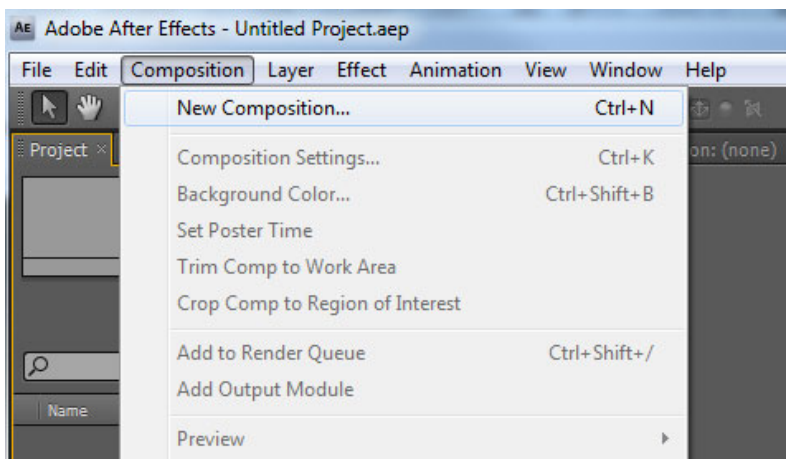 AE Adobe After Effects - Untitled Project.aep
File Edit Composition Layer Effect Animation View Window Help
New Composition... Ctrl+N
Project × on: (none)
Composition Settings... Ctrl+K
Background Color... Ctrl+Shift+B
Set Poster Time
Trim Comp to Work Area
Crop Comp to Region of Interest
Add to Render Queue Ctrl+Shift+/
Add Output Module
Name
Preview